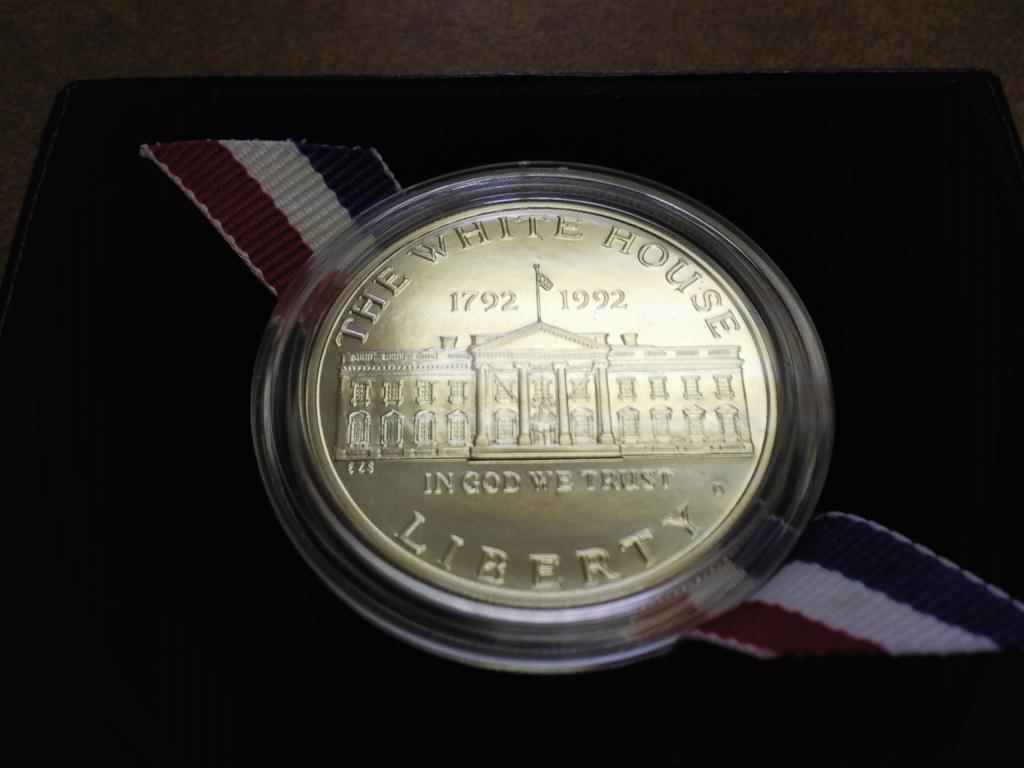 THE WHITE HOUSE
1792 1992
IN GOD WE TRUST
D
LIBERTY